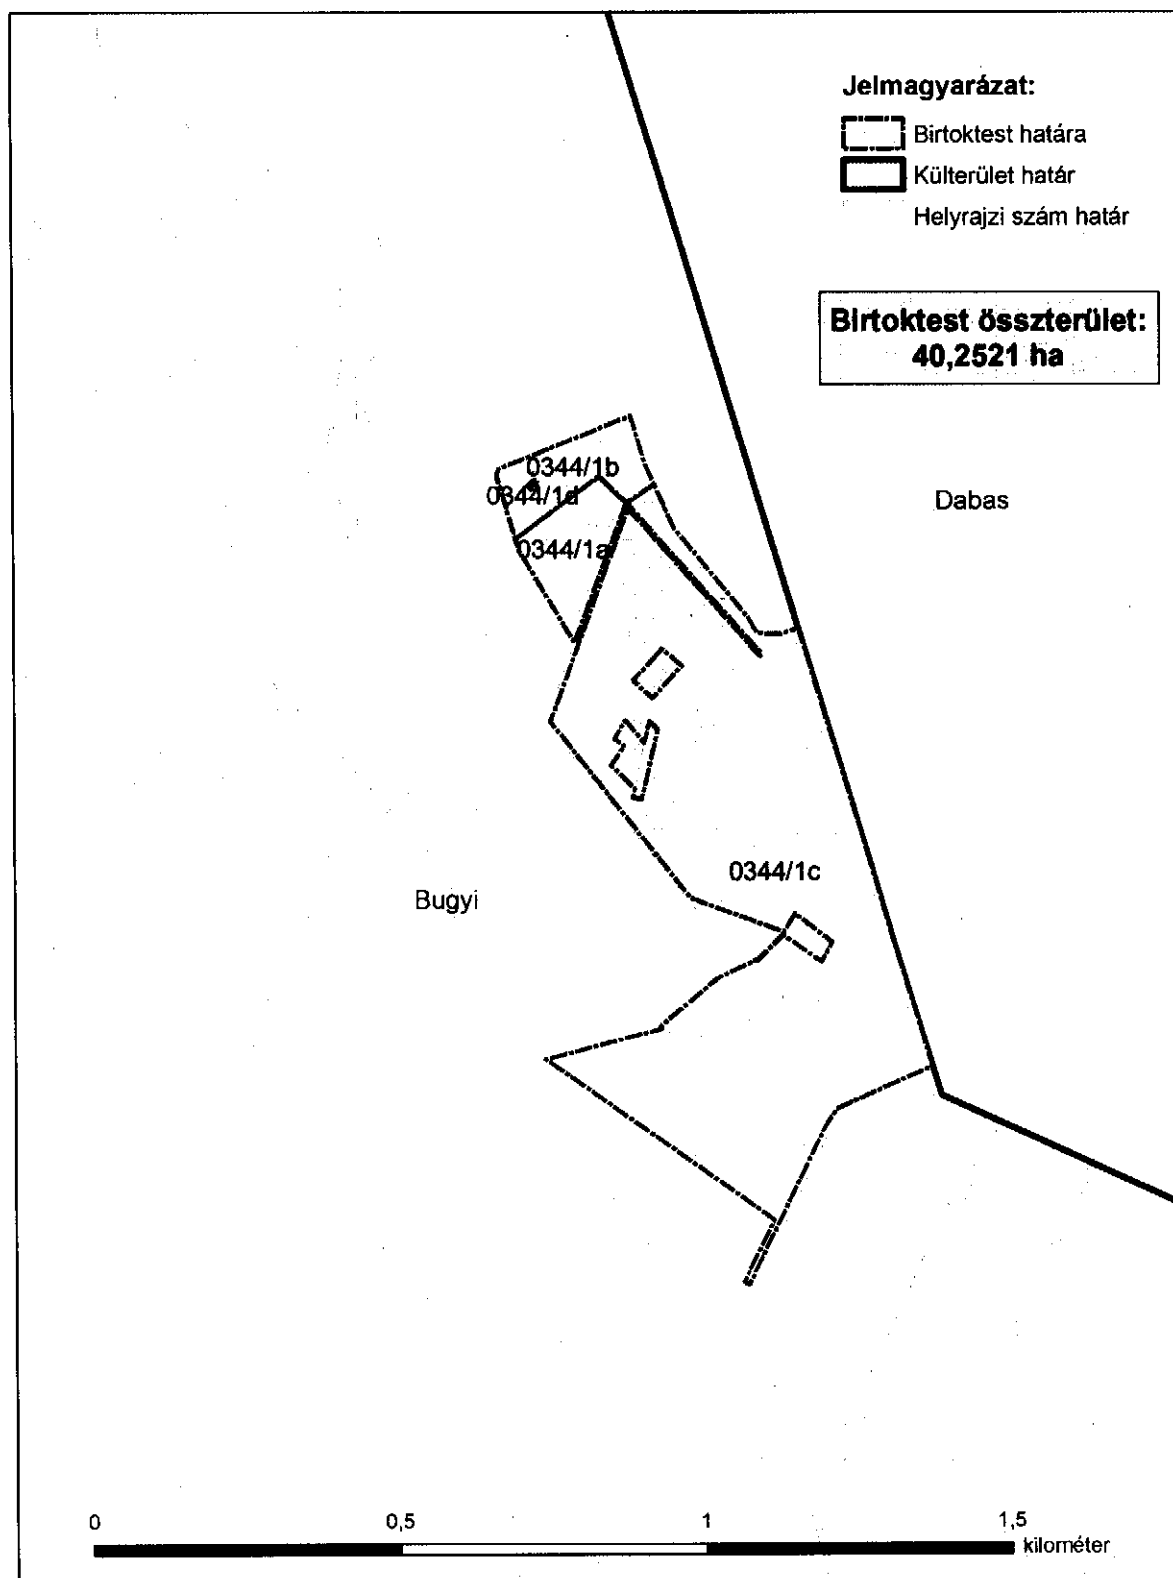 Jelmagyarázat:
Birtoktest határa
Külterület határ
Helyrajzi szám határ
Birtoktest összterület:
40,2521 ha
0344/1b
0344/1d
Dabas
0344/1a
0344/1c
Bugyi
0 0,5 1 1,5
kilométer